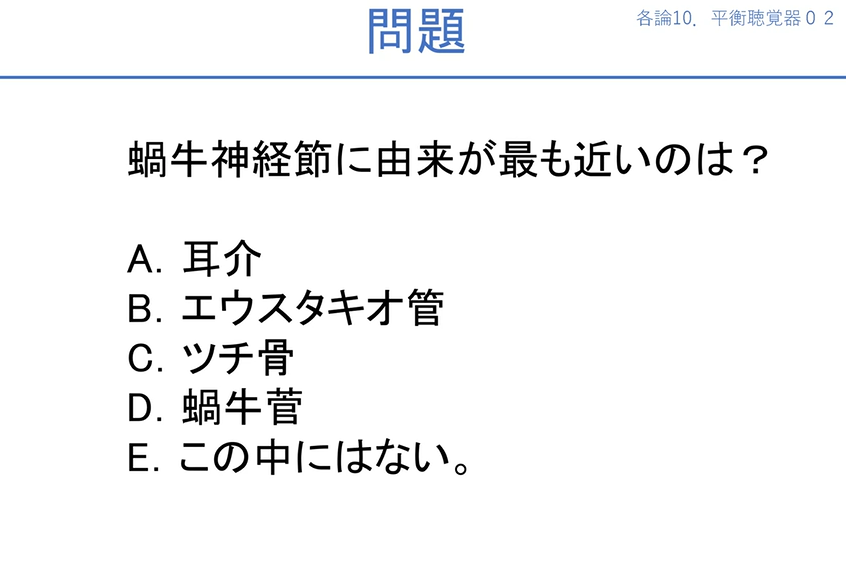 問題
各論10．平衡聴覚器０２
蝸牛神経節に由来が最も近いのは？
A．耳介
B．エウスタキオ管
C．ツチ骨
D．蝸牛菅
E．この中にはない。